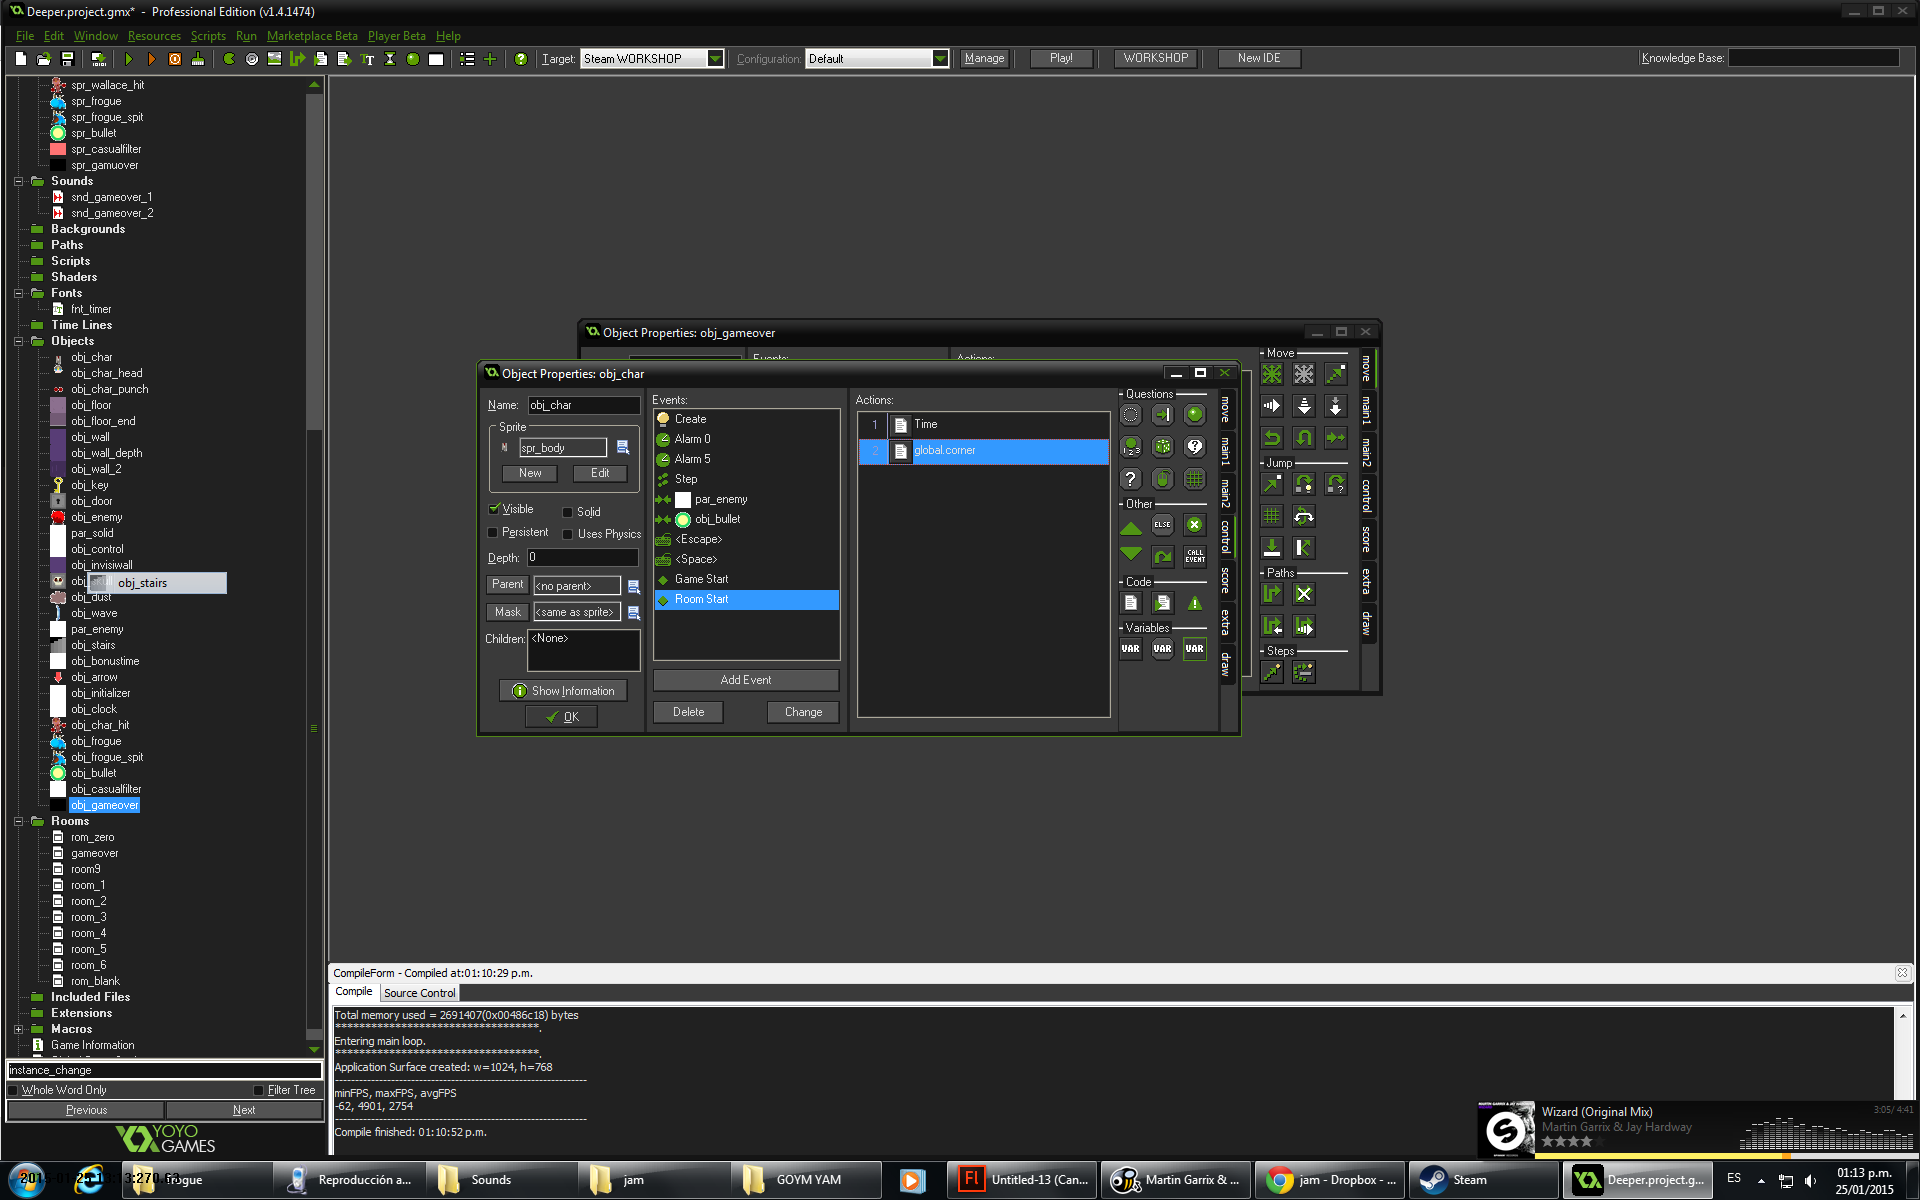 Deeper.project.gmx* - Professional Edition (v1.4.1474)
File Edit Window Resources Scripts Run Marketplace Beta Player Beta Help
Target: Steam WORKSHOP Configuration: Default Manage Play! WORKSHOP New IDE Knowledge Base:
spr_wallace_hit
spr_frogue
spr_frogue_spit
spr_bullet
spr_casualfilter
spr_gamuover
Sounds
snd_gameover_1
snd_gameover_2
Backgrounds
Paths
Scripts
Shaders
Fonts
fnt_timer
Time Lines
Objects
obj_char
obj_char_head
obj_char_punch
obj_floor
obj_floor_end
obj_wall
obj_wall_depth
obj_wall_2
obj_key
obj_door
obj_enemy
par_solid
obj_control
obj_invisiwall
obj_stairs
obj_dust
obj_wave
par_enemy
obj_stairs
obj_bonustime
obj_arrow
obj_initializer
obj_clock
obj_char_hit
obj_frogue
obj_frogue_spit
obj_bullet
obj_casualfilter
obj_gameover
Rooms
rom_zero
gameover
room9
room_1
room_2
room_3
room_4
room_5
room_6
rom_blank
Included Files
Extensions
Macros
Game Information
instance_change
Whole Word Only Filter Tree
Previous Next
YOYO GAMES
Object Properties: obj_gameover
Events: Actions:
Move
Jump
Paths
Steps
move
main1
main2
control
score
extra
draw
Object Properties: obj_char
Name: obj_char
Sprite
spr_body
New Edit
Visible Solid
Persistent Uses Physics
Depth: 0
Parent <no parent>
Mask <same as sprite>
Children: <None>
Show Information
OK
Events:
Create
Alarm 0
Alarm 5
Step
par_enemy
obj_bullet
<Escape>
<Space>
Game Start
Room Start
Add Event
Delete Change
Actions:
1 Time
2 global.corner
Questions
Other
ELSE
CALL EVENT
Code
Variables
VAR VAR VAR
move
main1
main2
control
score
extra
draw
CompileForm - Compiled at:01:10:29 p.m.
Compile Source Control
Total memory used = 2691407(0x00486c18) bytes
***********************************.
Entering main loop.
***********************************.
Application Surface created: w=1024, h=768
minFPS, maxFPS, avgFPS
-62, 4901, 2754
Compile finished: 01:10:52 p.m.
Wizard (Original Mix) 3:05/ 4:41
Martin Garrix & Jay Hardway
Reproducción a... Sounds jam GOYM YAM Untitled-13 (Can... Martin Garrix & ... jam - Dropbox - ... Steam Deeper.project.g... ES
01:13 p.m.
25/01/2015